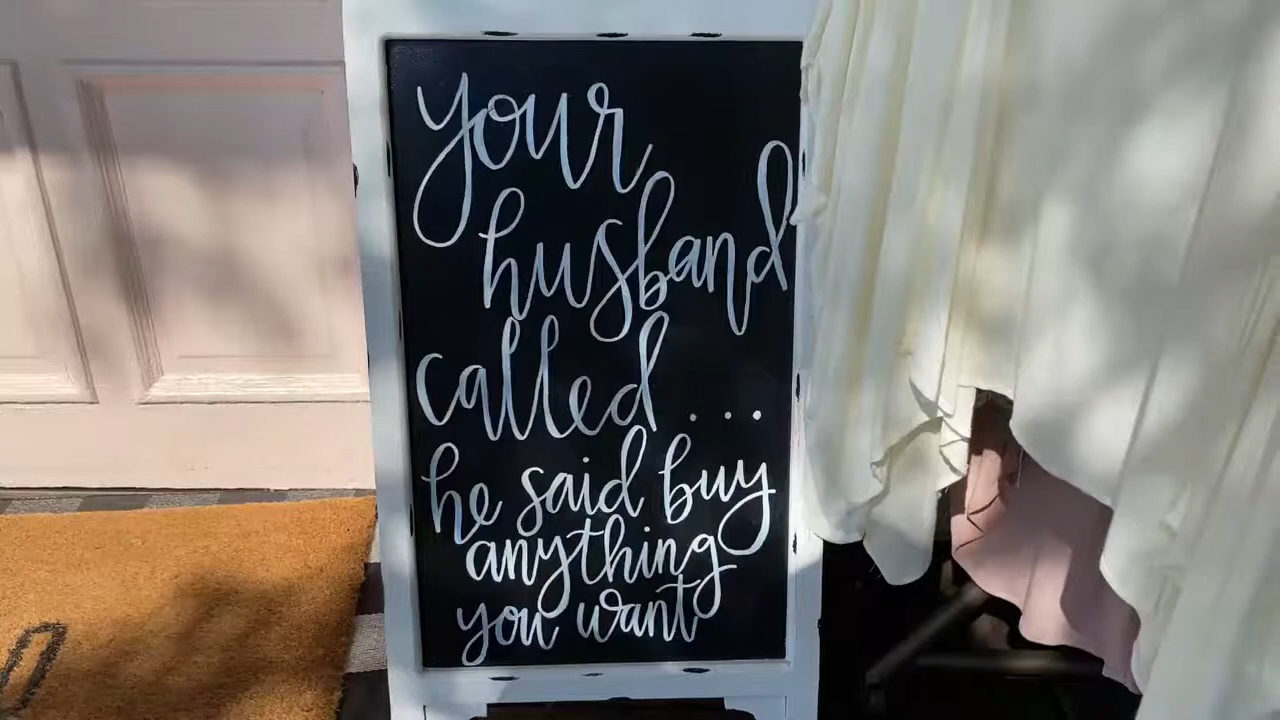 your
husband
called...
he said buy
anything
you want